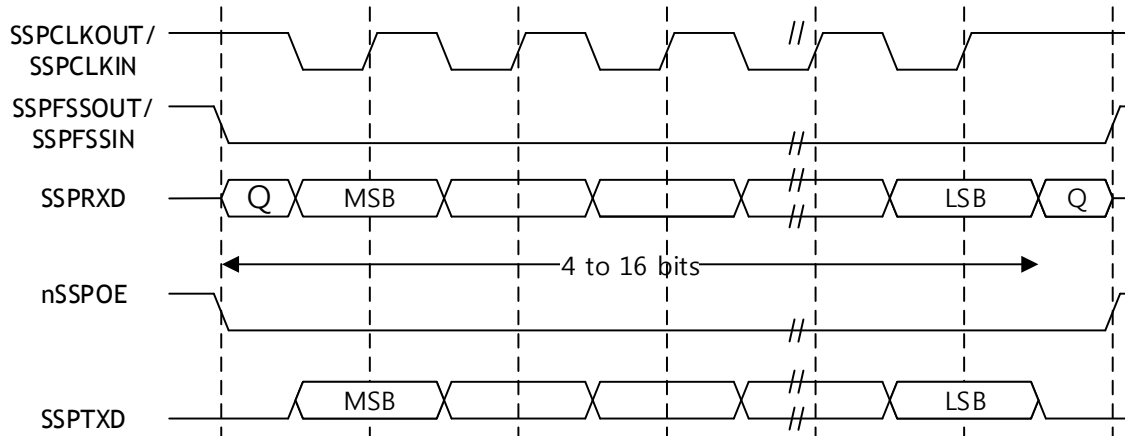 SSPCLKOUT/
SSPCLKIN
SSPFSSOUT/
SSPFSSIN
SSPRXD
Q MSB LSB Q
4 to 16 bits
nSSPOE
SSPTXD
MSB LSB